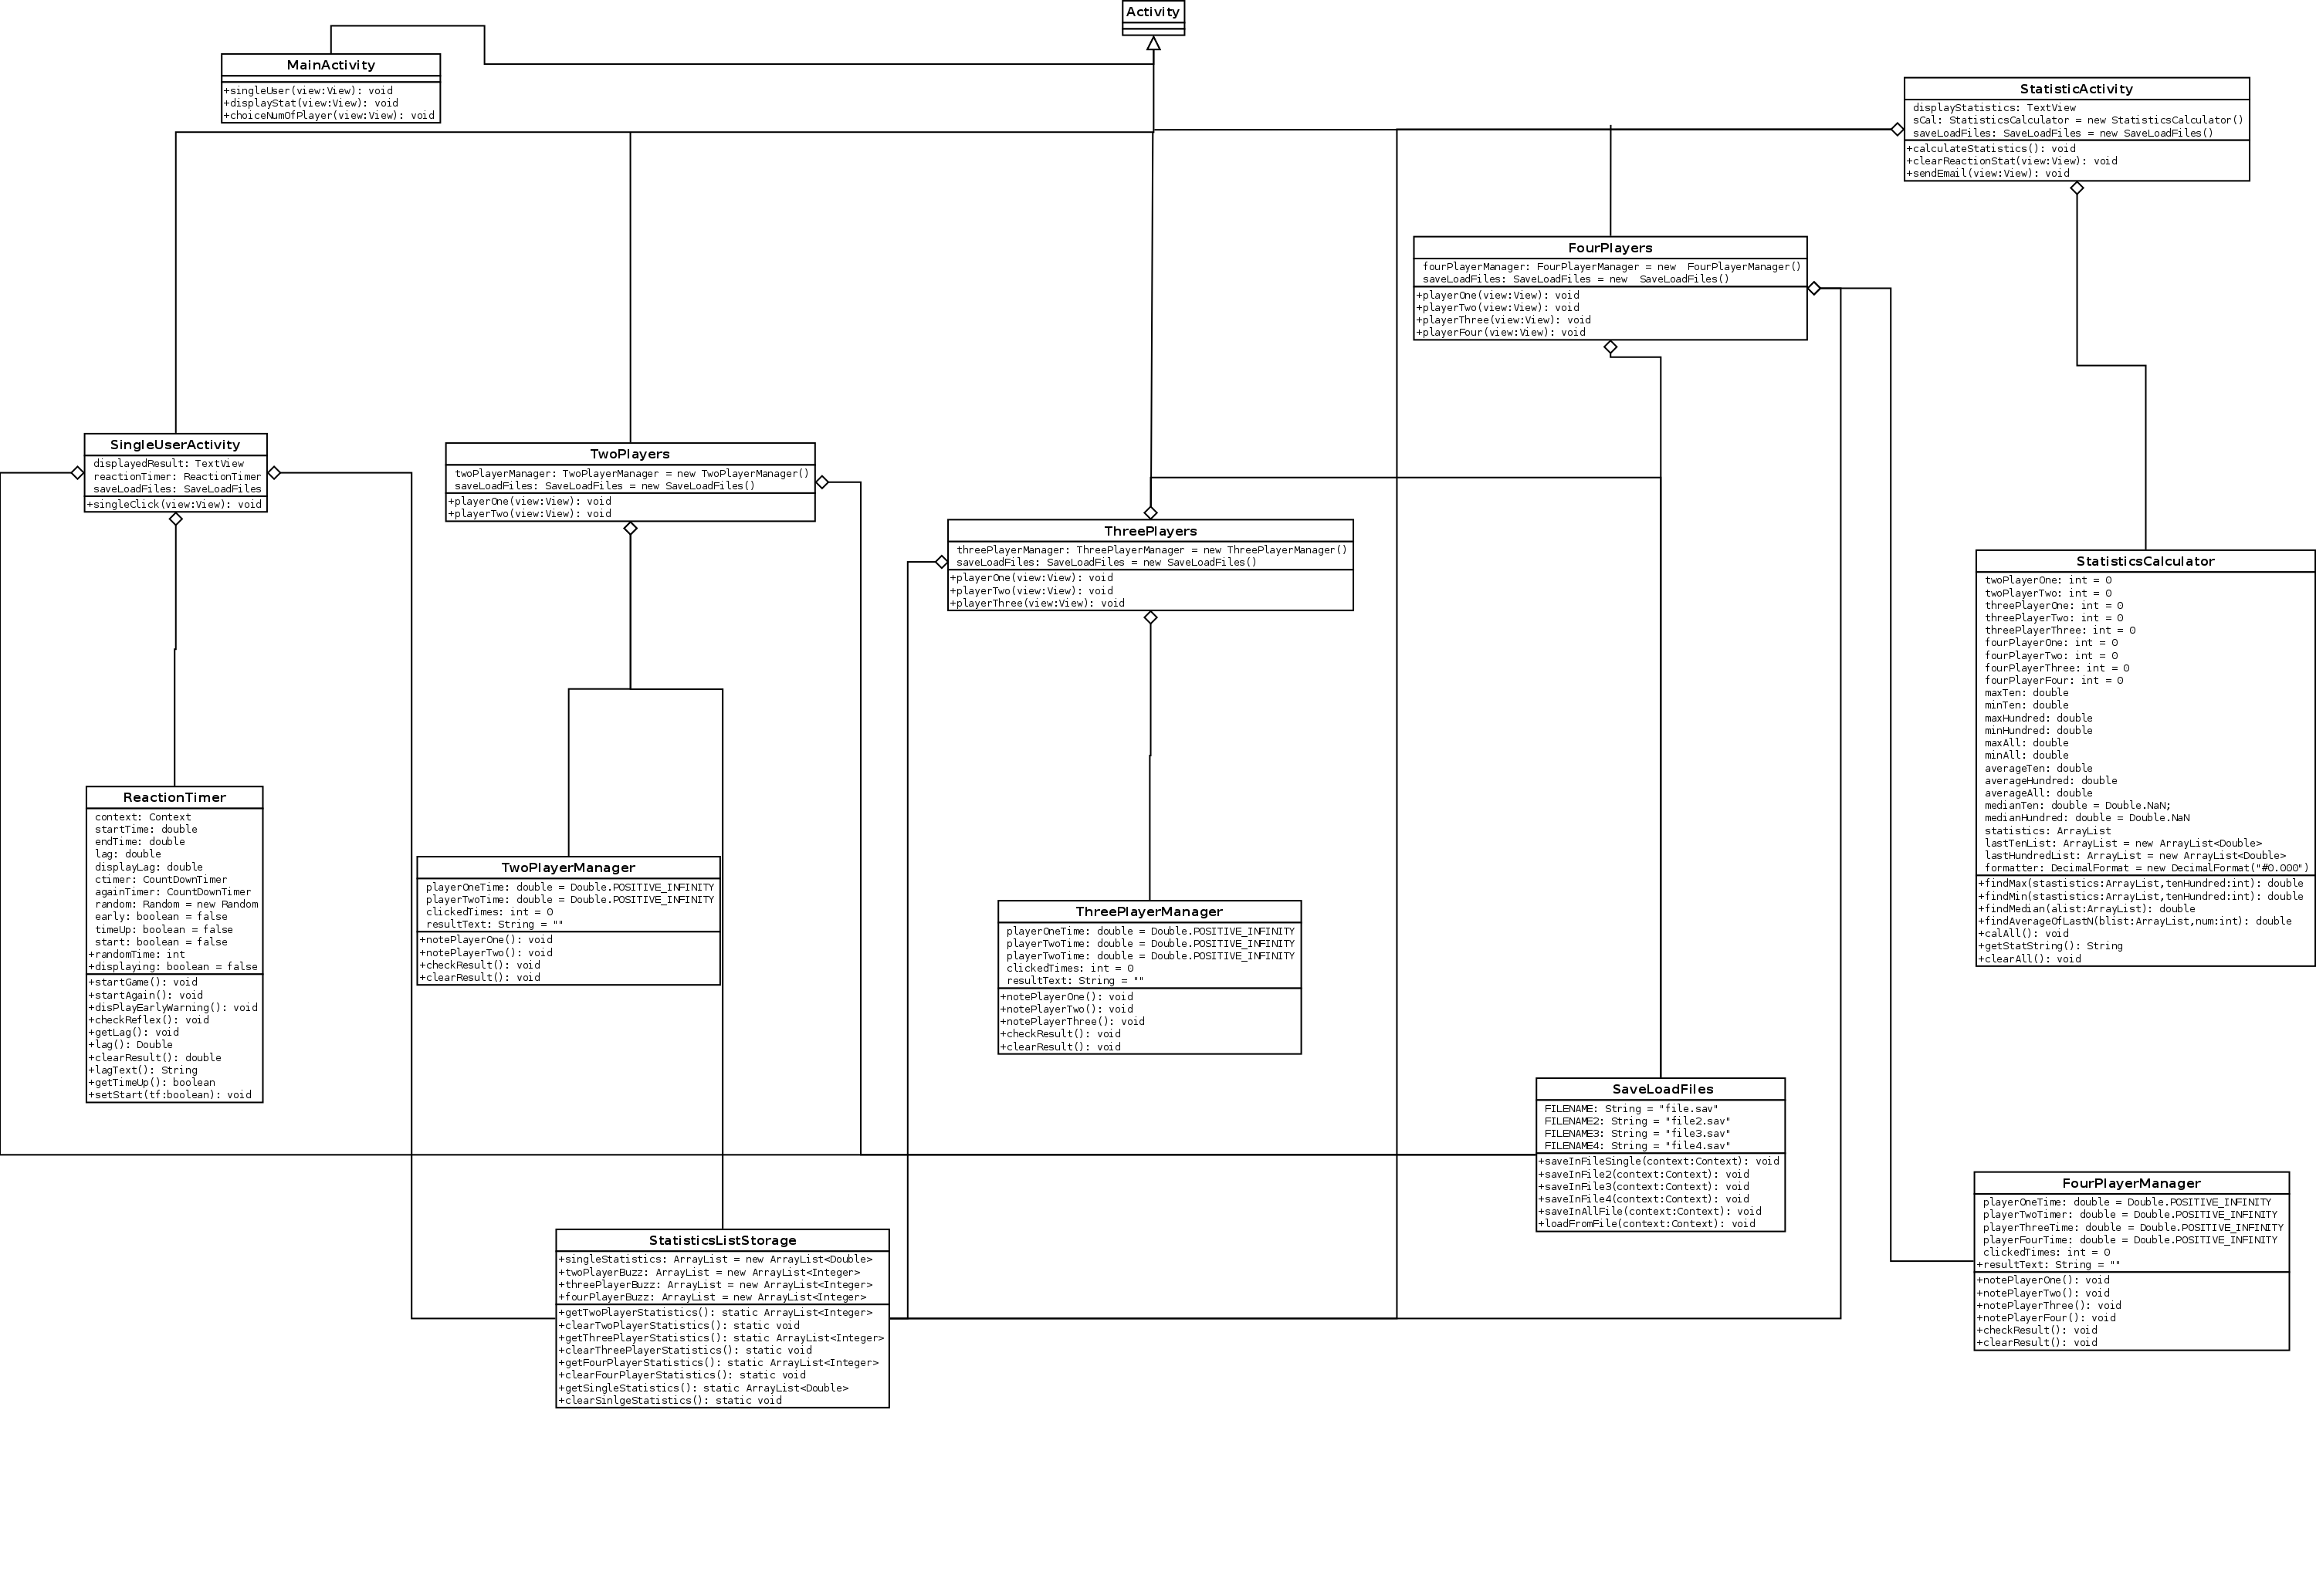 Activity
MainActivity
+singleUser(view:View): void
+displayStat(view:View): void
+choiceNumOfPlayer(view:View): void
StatisticActivity
displayStatistics: TextView
sCal: StatisticsCalculator = new StatisticsCalculator()
saveLoadFiles: SaveLoadFiles = new SaveLoadFiles()
+calculateStatistics(): void
+clearReactionStat(view:View): void
+sendEmail(view:View): void
FourPlayers
fourPlayerManager: FourPlayerManager = new  FourPlayerManager()
saveLoadFiles: SaveLoadFiles = new  SaveLoadFiles()
+playerOne(view:View): void
+playerTwo(view:View): void
+playerThree(view:View): void
+playerFour(view:View): void
SingleUserActivity
displayedResult: TextView
reactionTimer: ReactionTimer
saveLoadFiles: SaveLoadFiles
+singleClick(view:View): void
TwoPlayers
twoPlayerManager: TwoPlayerManager = new TwoPlayerManager()
saveLoadFiles: SaveLoadFiles = new SaveLoadFiles()
+playerOne(view:View): void
+playerTwo(view:View): void
ThreePlayers
threePlayerManager: ThreePlayerManager = new ThreePlayerManager()
saveLoadFiles: SaveLoadFiles = new SaveLoadFiles()
+playerOne(view:View): void
+playerTwo(view:View): void
+playerThree(view:View): void
StatisticsCalculator
twoPlayerOne: int = 0
twoPlayerTwo: int = 0
threePlayerOne: int = 0
threePlayerTwo: int = 0
threePlayerThree: int = 0
fourPlayerOne: int = 0
fourPlayerTwo: int = 0
fourPlayerThree: int = 0
fourPlayerFour: int = 0
maxTen: double
minTen: double
maxHundred: double
minHundred: double
maxAll: double
minAll: double
averageTen: double
averageHundred: double
averageAll: double
medianTen: double = Double.NaN;
medianHundred: double = Double.NaN
statistics: ArrayList
lastTenList: ArrayList = new ArrayList<Double>
lastHundredList: ArrayList = new ArrayList<Double>
formatter: DecimalFormat = new DecimalFormat("#0.000")
+findMax(stastistics:ArrayList,tenHundred:int): double
+findMin(stastistics:ArrayList,tenHundred:int): double
+findMedian(alist:ArrayList): double
+findAverageOfLastN(blist:ArrayList,num:int): double
+calAll(): void
+getStatString(): String
+clearAll(): void
ReactionTimer
context: Context
startTime: double
endTime: double
lag: double
displayLag: double
ctimer: CountDownTimer
againTimer: CountDownTimer
random: Random = new Random
early: boolean = false
timeUp: boolean = false
start: boolean = false
+randomTime: int
+displaying: boolean = false
+startGame(): void
+startAgain(): void
+disPlayEarlyWarning(): void
+checkReflex(): void
+getLag(): void
+lag(): Double
+clearResult(): double
+lagText(): String
+getTimeUp(): boolean
+setStart(tf:boolean): void
TwoPlayerManager
playerOneTime: double = Double.POSITIVE_INFINITY
playerTwoTime: double = Double.POSITIVE_INFINITY
clickedTimes: int = 0
resultText: String = ""
+notePlayerOne(): void
+notePlayerTwo(): void
+checkResult(): void
+clearResult(): void
ThreePlayerManager
playerOneTime: double = Double.POSITIVE_INFINITY
playerTwoTime: double = Double.POSITIVE_INFINITY
playerTwoTime: double = Double.POSITIVE_INFINITY
clickedTimes: int = 0
resultText: String = ""
+notePlayerOne(): void
+notePlayerTwo(): void
+notePlayerThree(): void
+checkResult(): void
+clearResult(): void
SaveLoadFiles
FILENAME: String = "file.sav"
FILENAME2: String = "file2.sav"
FILENAME3: String = "file3.sav"
FILENAME4: String = "file4.sav"
+saveInFileSingle(context:Context): void
+saveInFile2(context:Context): void
+saveInFile3(context:Context): void
+saveInFile4(context:Context): void
+saveInAllFile(context:Context): void
+loadFromFile(context:Context): void
FourPlayerManager
playerOneTime: double = Double.POSITIVE_INFINITY
playerTwoTimer: double = Double.POSITIVE_INFINITY
playerThreeTime: double = Double.POSITIVE_INFINITY
playerFourTime: double = Double.POSITIVE_INFINITY
clickedTimes: int = 0
+resultText: String = ""
+notePlayerOne(): void
+notePlayerTwo(): void
+notePlayerThree(): void
+notePlayerFour(): void
+checkResult(): void
+clearResult(): void
StatisticsListStorage
+singleStatistics: ArrayList = new ArrayList<Double>
+twoPlayerBuzz: ArrayList = new ArrayList<Integer>
+threePlayerBuzz: ArrayList = new ArrayList<Integer>
+fourPlayerBuzz: ArrayList = new ArrayList<Integer>
+getTwoPlayerStatistics(): static ArrayList<Integer>
+clearTwoPlayerStatistics(): static void
+getThreePlayerStatistics(): static ArrayList<Integer>
+clearThreePlayerStatistics(): static void
+getFourPlayerStatistics(): static ArrayList<Integer>
+clearFourPlayerStatistics(): static void
+getSingleStatistics(): static ArrayList<Double>
+clearSinlgeStatistics(): static void